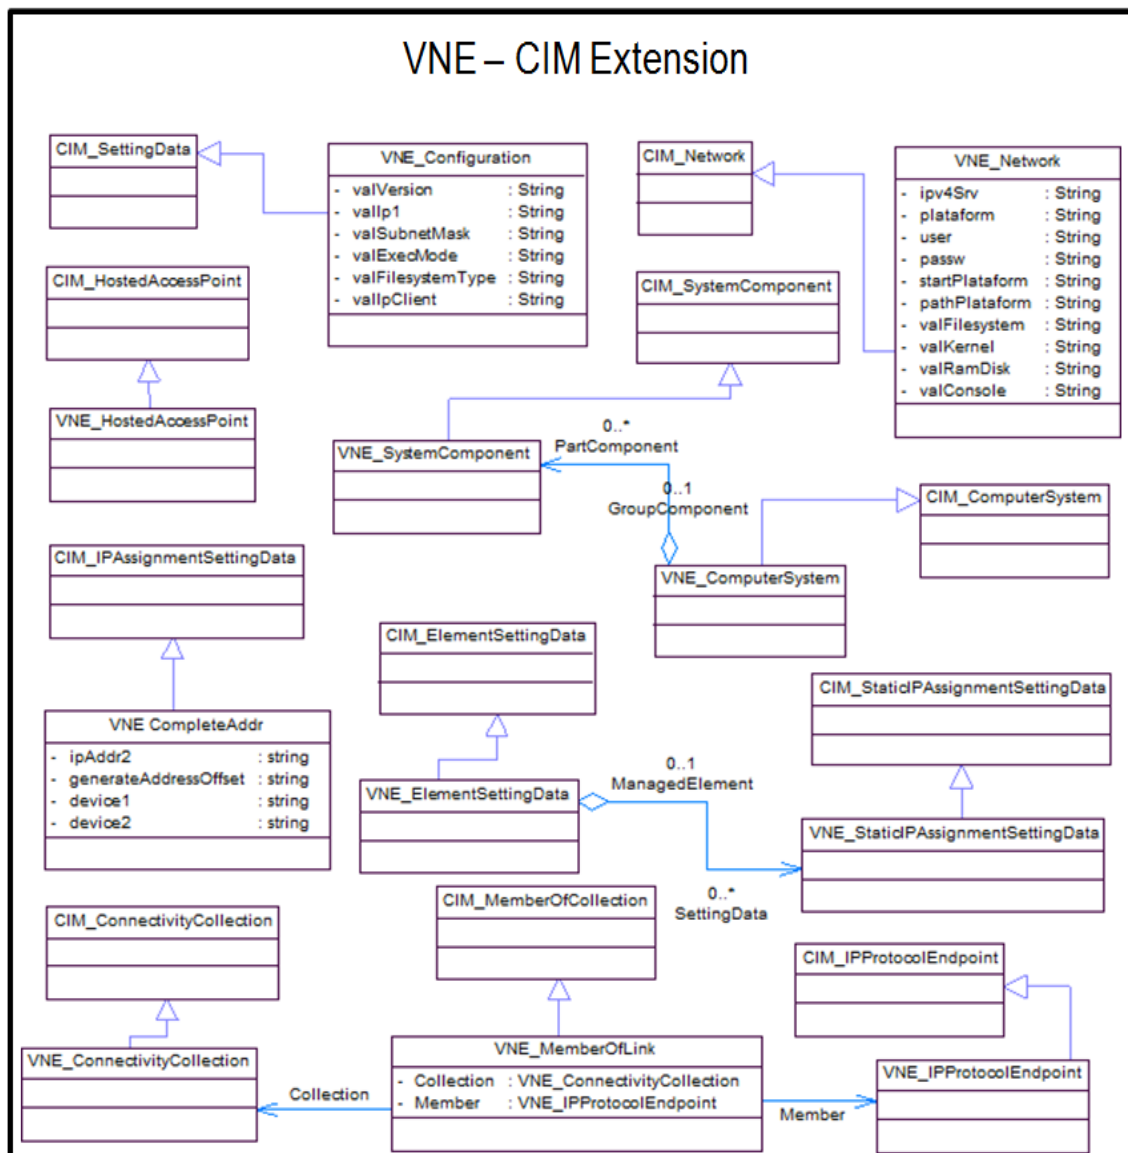 VNE – CIM Extension
CIM_SettingData
VNE_Configuration
- valVersion : String
- valIp1 : String
- valSubnetMask : String
- valExecMode : String
- valFilesystemType : String
- valIpClient : String
CIM_Network
VNE_Network
- ipv4Srv : String
- plataform : String
- user : String
- passw : String
- startPlataform : String
- pathPlataform : String
- valFilesystem : String
- valKernel : String
- valRamDisk : String
- valConsole : String
CIM_HostedAccessPoint
CIM_SystemComponent
VNE_HostedAccessPoint
VNE_SystemComponent
0..*
PartComponent
0..1
GroupComponent
CIM_ComputerSystem
VNE_ComputerSystem
CIM_IPAssignmentSettingData
CIM_ElementSettingData
CIM_StaticIPAssignmentSettingData
VNE CompleteAddr
- ipAddr2 : string
- generateAddressOffset : string
- device1 : string
- device2 : string
VNE_ElementSettingData
0..1
ManagedElement
VNE_StaticIPAssignmentSettingData
0..*
SettingData
CIM_ConnectivityCollection
CIM_MemberOfCollection
CIM_IPProtocolEndpoint
VNE_ConnectivityCollection
Collection
VNE_MemberOfLink
- Collection : VNE_ConnectivityCollection
- Member : VNE_IPProtocolEndpoint
Member
VNE_IPProtocolEndpoint